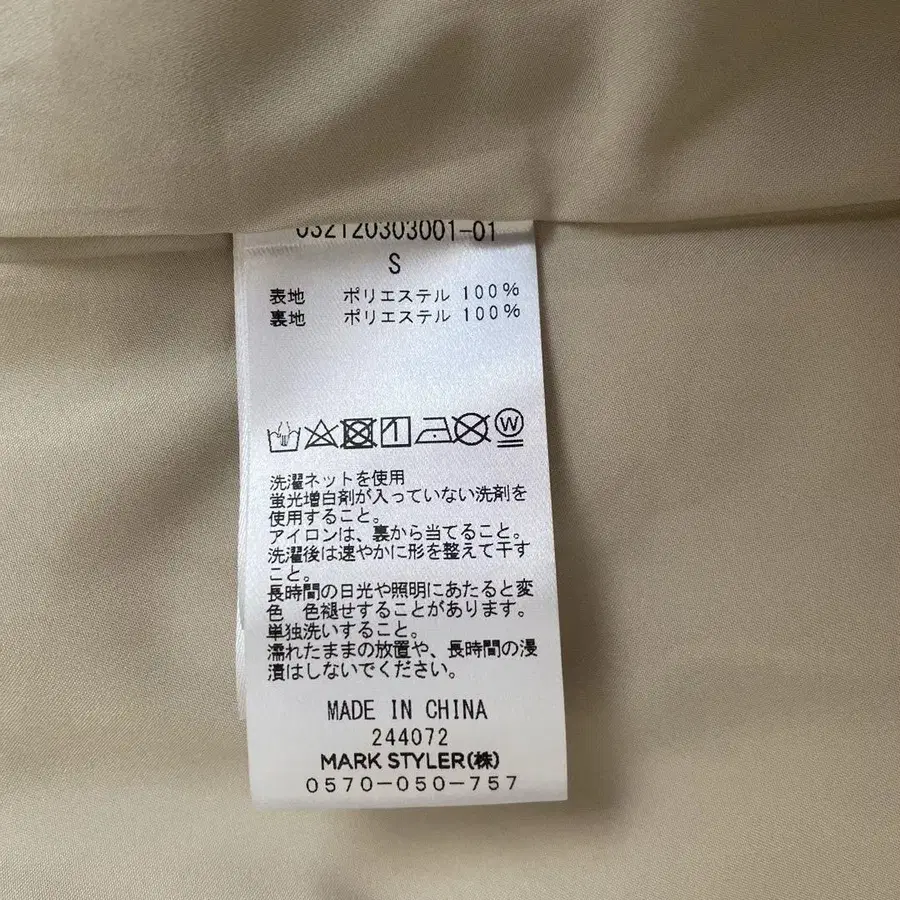 032120303001-01
S
表地 ポリエステル 100%
裏地 ポリエステル 100%
W
洗濯ネットを使用
蛍光増白剤が入っていない洗剤を
使用すること。
アイロンは、裏から当てること。
洗濯後は速やかに形を整えて干す
こと。
長時間の日光や照明にあたると変
色 色褪せすることがあります。
単独洗いすること。
濡れたままの放置や、長時間の浸
漬はしないでください。
MADE IN CHINA
244072
MARK STYLER(株)
0570-050-757